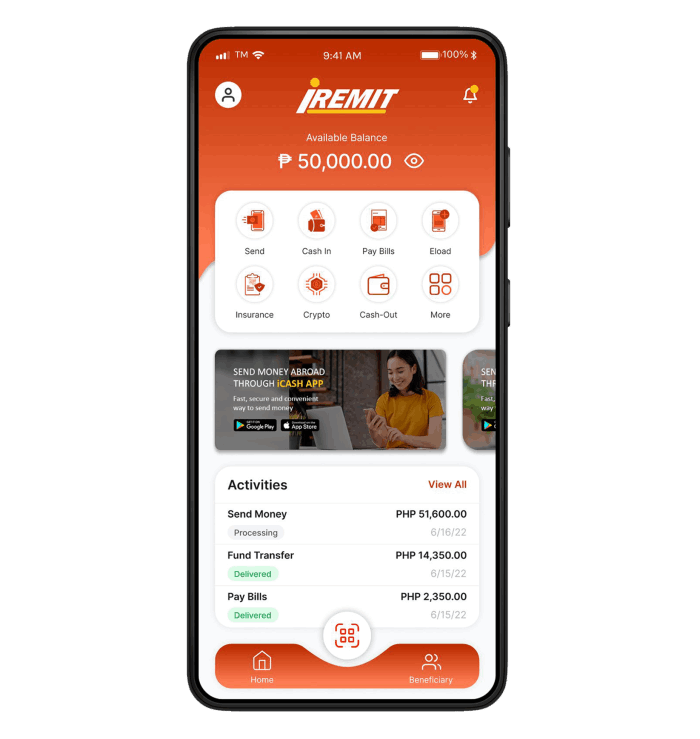 TM 9:41 AM 100%
iREMIT
Available Balance
₱ 50,000.00
Send Cash In Pay Bills Eload
Insurance Crypto Cash-Out More
SEND MONEY ABROAD
THROUGH iCASH APP
Fast, secure and convenient
way to send money
Google Play App Store
SEN
THF
Fast,
way
Activities View All
Send Money PHP 51,600.00
Processing 6/16/22
Fund Transfer PHP 14,350.00
Delivered 6/15/22
Pay Bills PHP 2,350.00
Delivered 6/15/22
Home Beneficiary